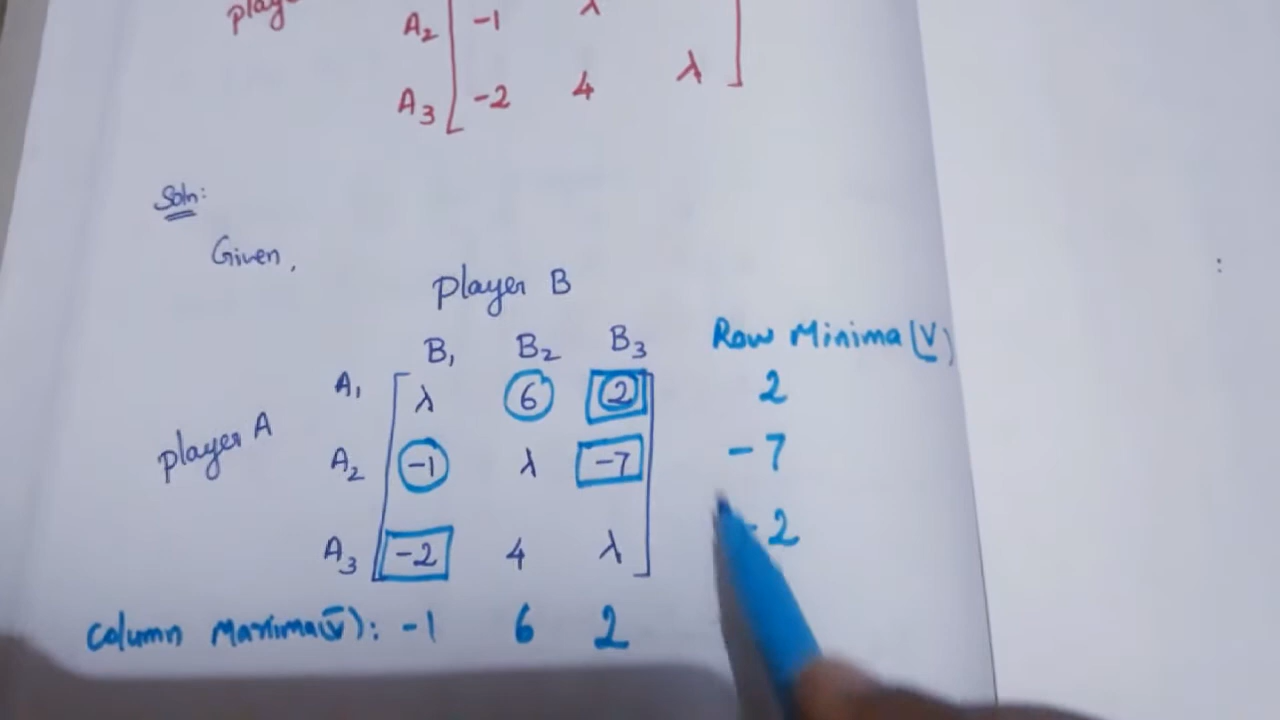 A2 -1 λ
A3 -2 4 λ
Soln:
Given,
player B
B1 B2 B3 Row Minima (V)
A1 λ 6 2 2
player A A2 -1 λ -7 -7
A3 -2 4 λ -2
Column Maxima (V̄): -1 6 2